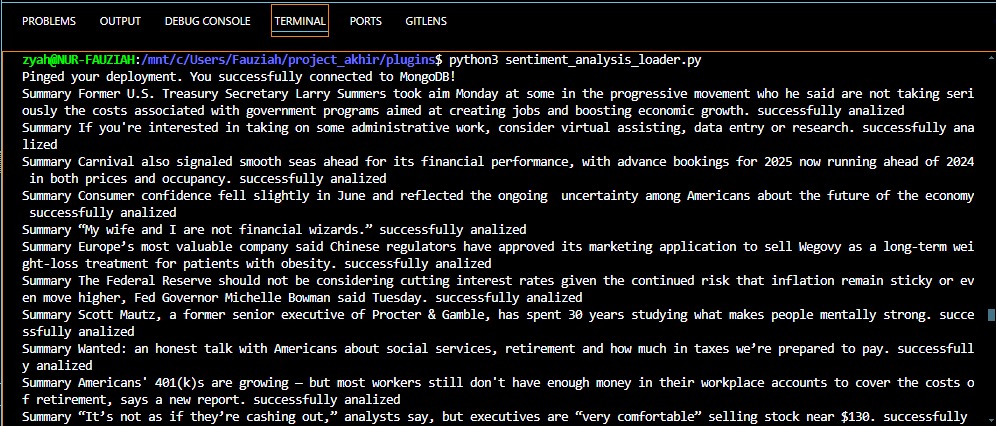 PROBLEMS OUTPUT DEBUG CONSOLE TERMINAL PORTS GITLENS
zyah@NUR-FAUZIAH:/mnt/c/Users/Fauziah/project_akhir/plugins$ python3 sentiment_analysis_loader.py
Pinged your deployment. You successfully connected to MongoDB!
Summary Former U.S. Treasury Secretary Larry Summers took aim Monday at some in the progressive movement who he said are not taking seri
ously the costs associated with government programs aimed at creating jobs and boosting economic growth. successfully analized
Summary If you're interested in taking on some administrative work, consider virtual assisting, data entry or research. successfully ana
lized
Summary Carnival also signaled smooth seas ahead for its financial performance, with advance bookings for 2025 now running ahead of 2024
in both prices and occupancy. successfully analized
Summary Consumer confidence fell slightly in June and reflected the ongoing  uncertainty among Americans about the future of the economy
successfully analized
Summary “My wife and I are not financial wizards.” successfully analized
Summary Europe’s most valuable company said Chinese regulators have approved its marketing application to sell Wegovy as a long-term wei
ght-loss treatment for patients with obesity. successfully analized
Summary The Federal Reserve should not be considering cutting interest rates given the continued risk that inflation remain sticky or ev
en move higher, Fed Governor Michelle Bowman said Tuesday. successfully analized
Summary Scott Mautz, a former senior executive of Procter & Gamble, has spent 30 years studying what makes people mentally strong. succe
ssfully analized
Summary Wanted: an honest talk with Americans about social services, retirement and how much in taxes we’re prepared to pay. successfull
y analized
Summary Americans' 401(k)s are growing — but most workers still don't have enough money in their workplace accounts to cover the costs o
f retirement, says a new report. successfully analized
Summary “It’s not as if they’re cashing out,” analysts say, but executives are “very comfortable” selling stock near $130. successfully